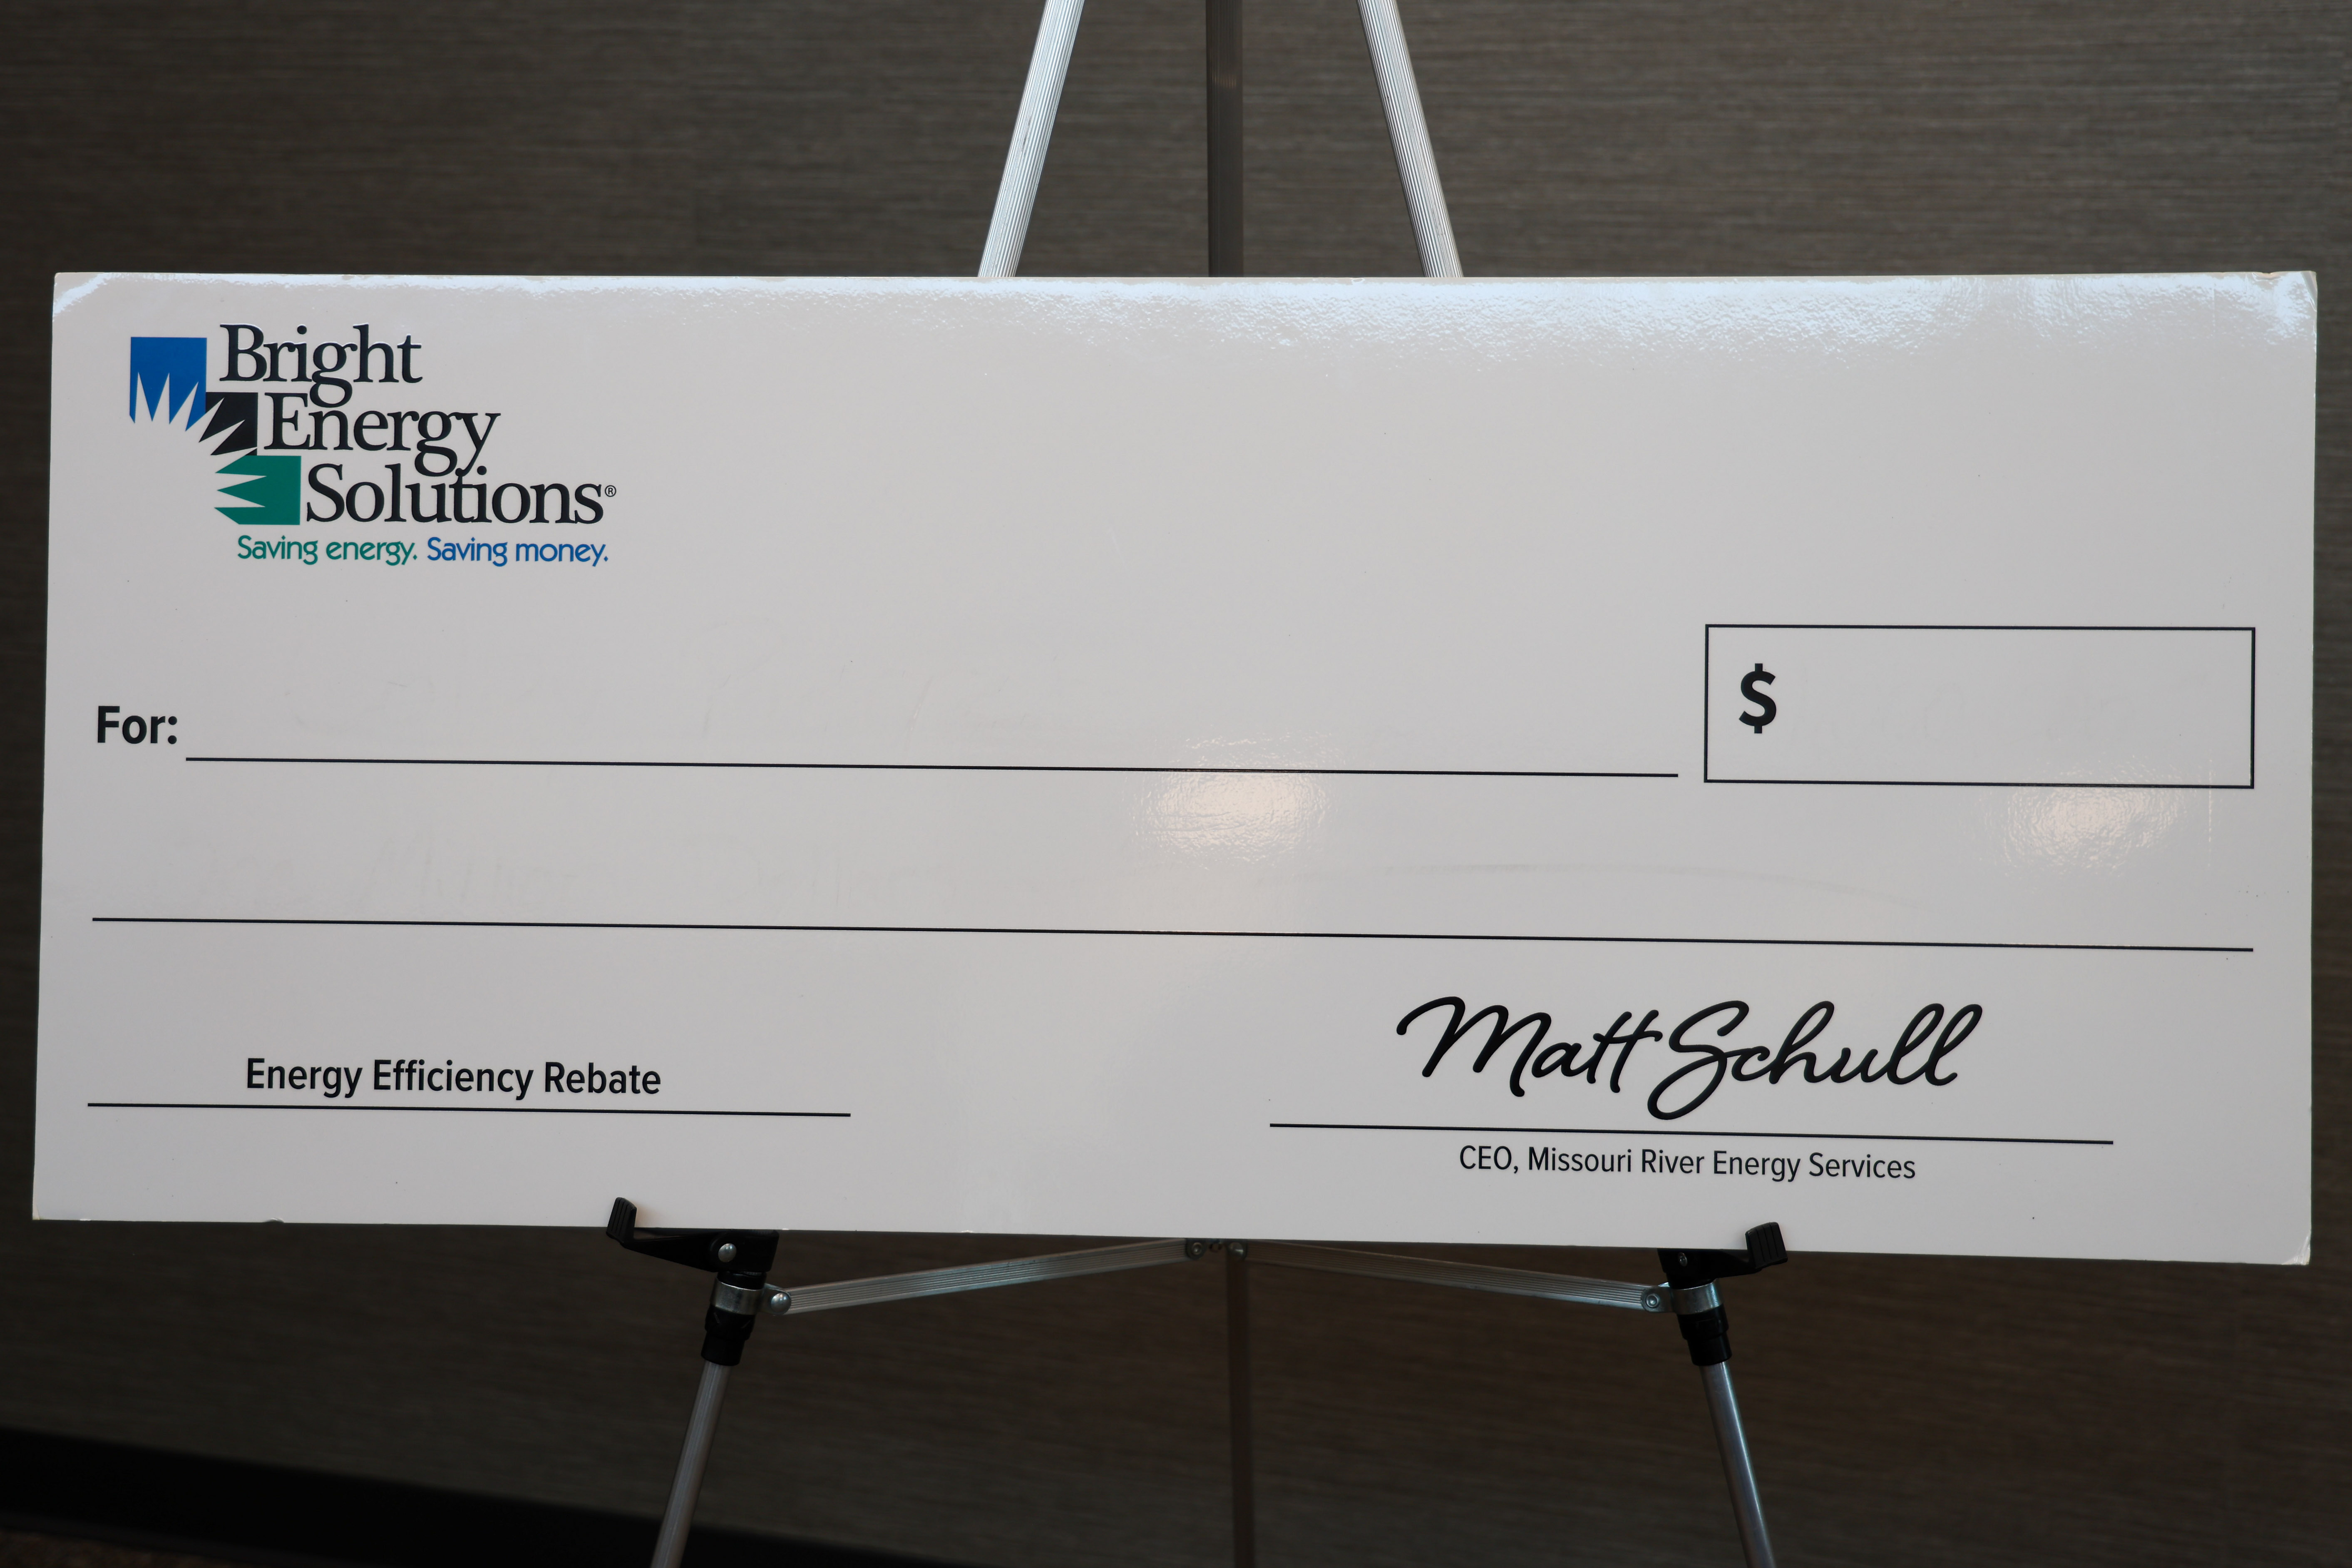 Bright
Energy
Solutions®
Saving energy. Saving money.
For:
$
Energy Efficiency Rebate
Matt Schull
CEO, Missouri River Energy Services